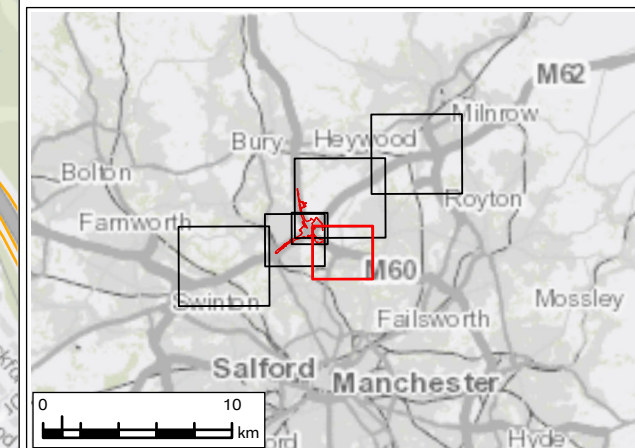 M62
Milnrow
Bury
Heywood
Bolton
Royton
Farnworth
M60
Mossley
Swinton
Failsworth
Salford
Manchester
0 10
km
Hyde